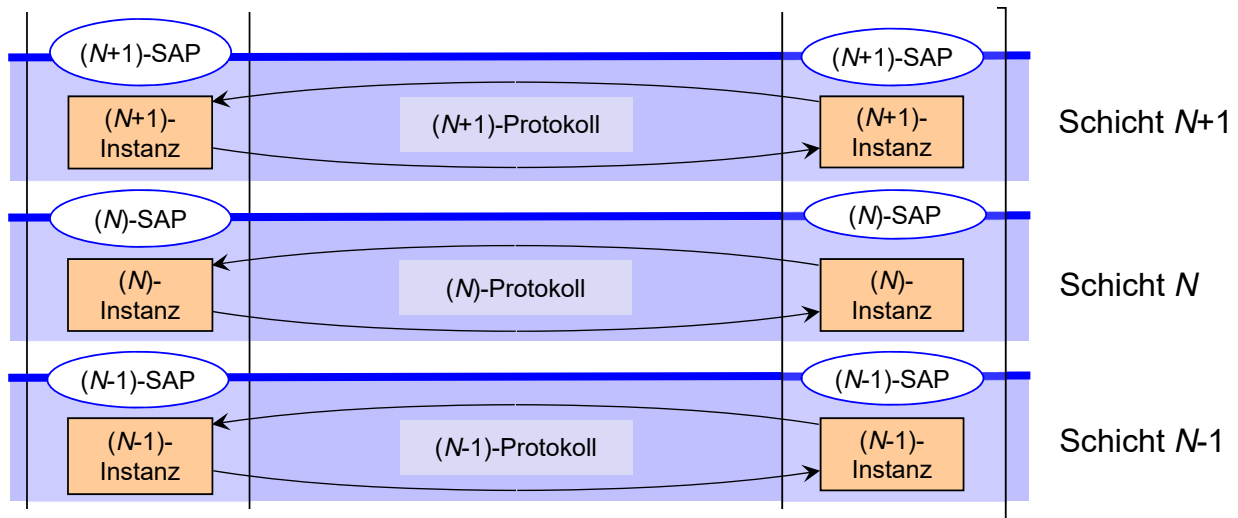 (N+1)-SAP
(N+1)-SAP
(N+1)-
Instanz
(N+1)-Protokoll
(N+1)-
Instanz
Schicht N+1
(N)-SAP
(N)-SAP
(N)-
Instanz
(N)-Protokoll
(N)-
Instanz
Schicht N
(N-1)-SAP
(N-1)-SAP
(N-1)-
Instanz
(N-1)-Protokoll
(N-1)-
Instanz
Schicht N-1